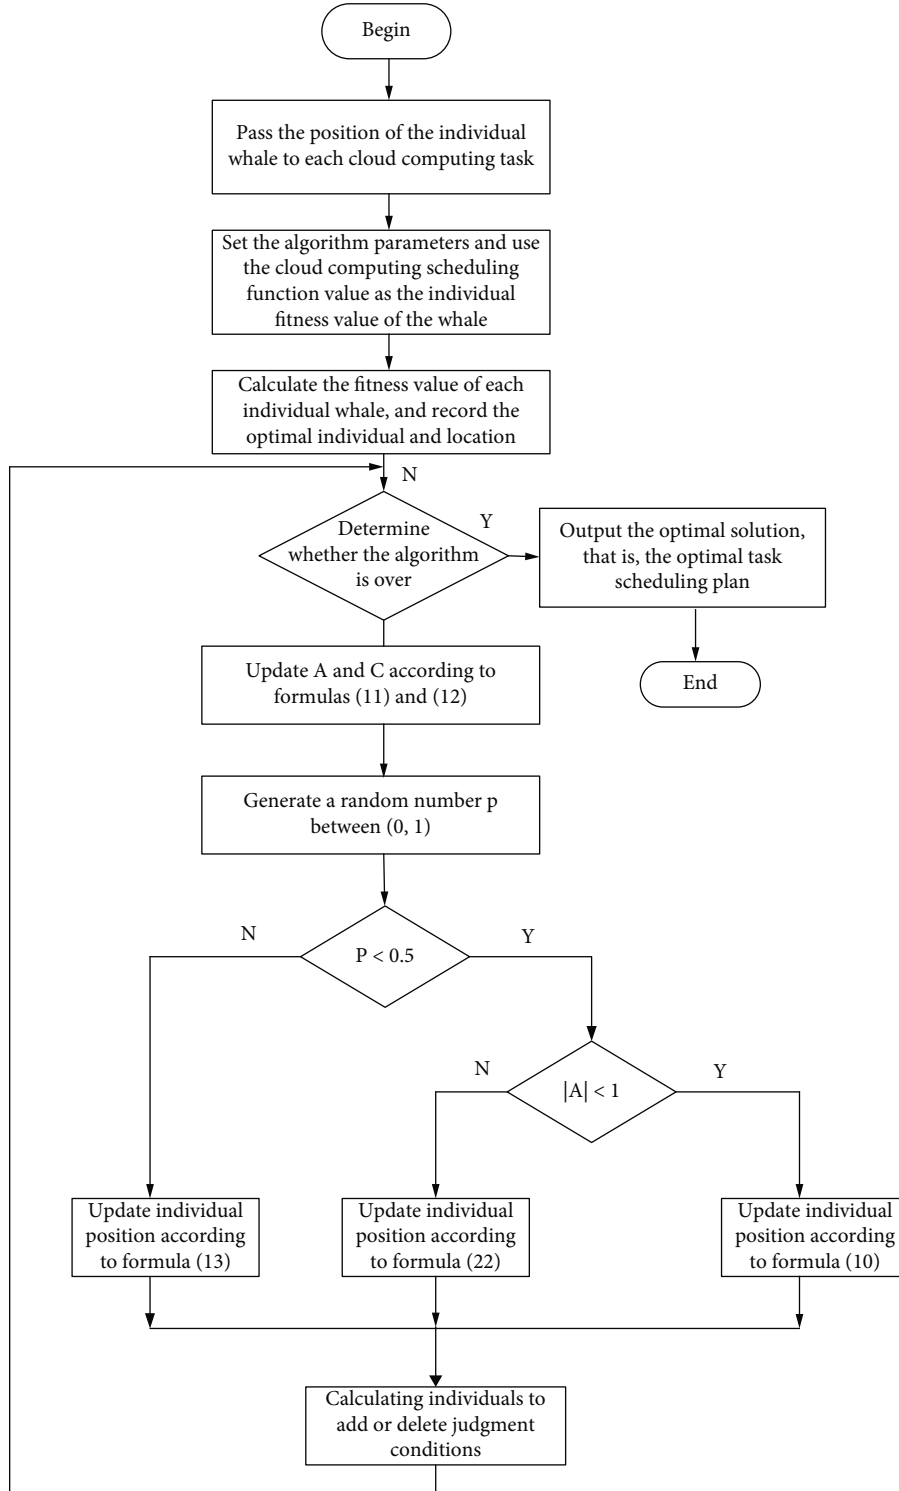 Begin
Pass the position of the individual
whale to each cloud computing task
Set the algorithm parameters and use
the cloud computing scheduling
function value as the individual
fitness value of the whale
Calculate the fitness value of each
individual whale, and record the
optimal individual and location
N
Determine
whether the algorithm
is over
Y
Output the optimal solution,
that is, the optimal task
scheduling plan
End
Update A and C according to
formulas (11) and (12)
Generate a random number p
between (0, 1)
P < 0.5
N
Y
|A| < 1
N
Y
Update individual
position according
to formula (13)
Update individual
position according
to formula (22)
Update individual
position according
to formula (10)
Calculating individuals to
add or delete judgment
conditions